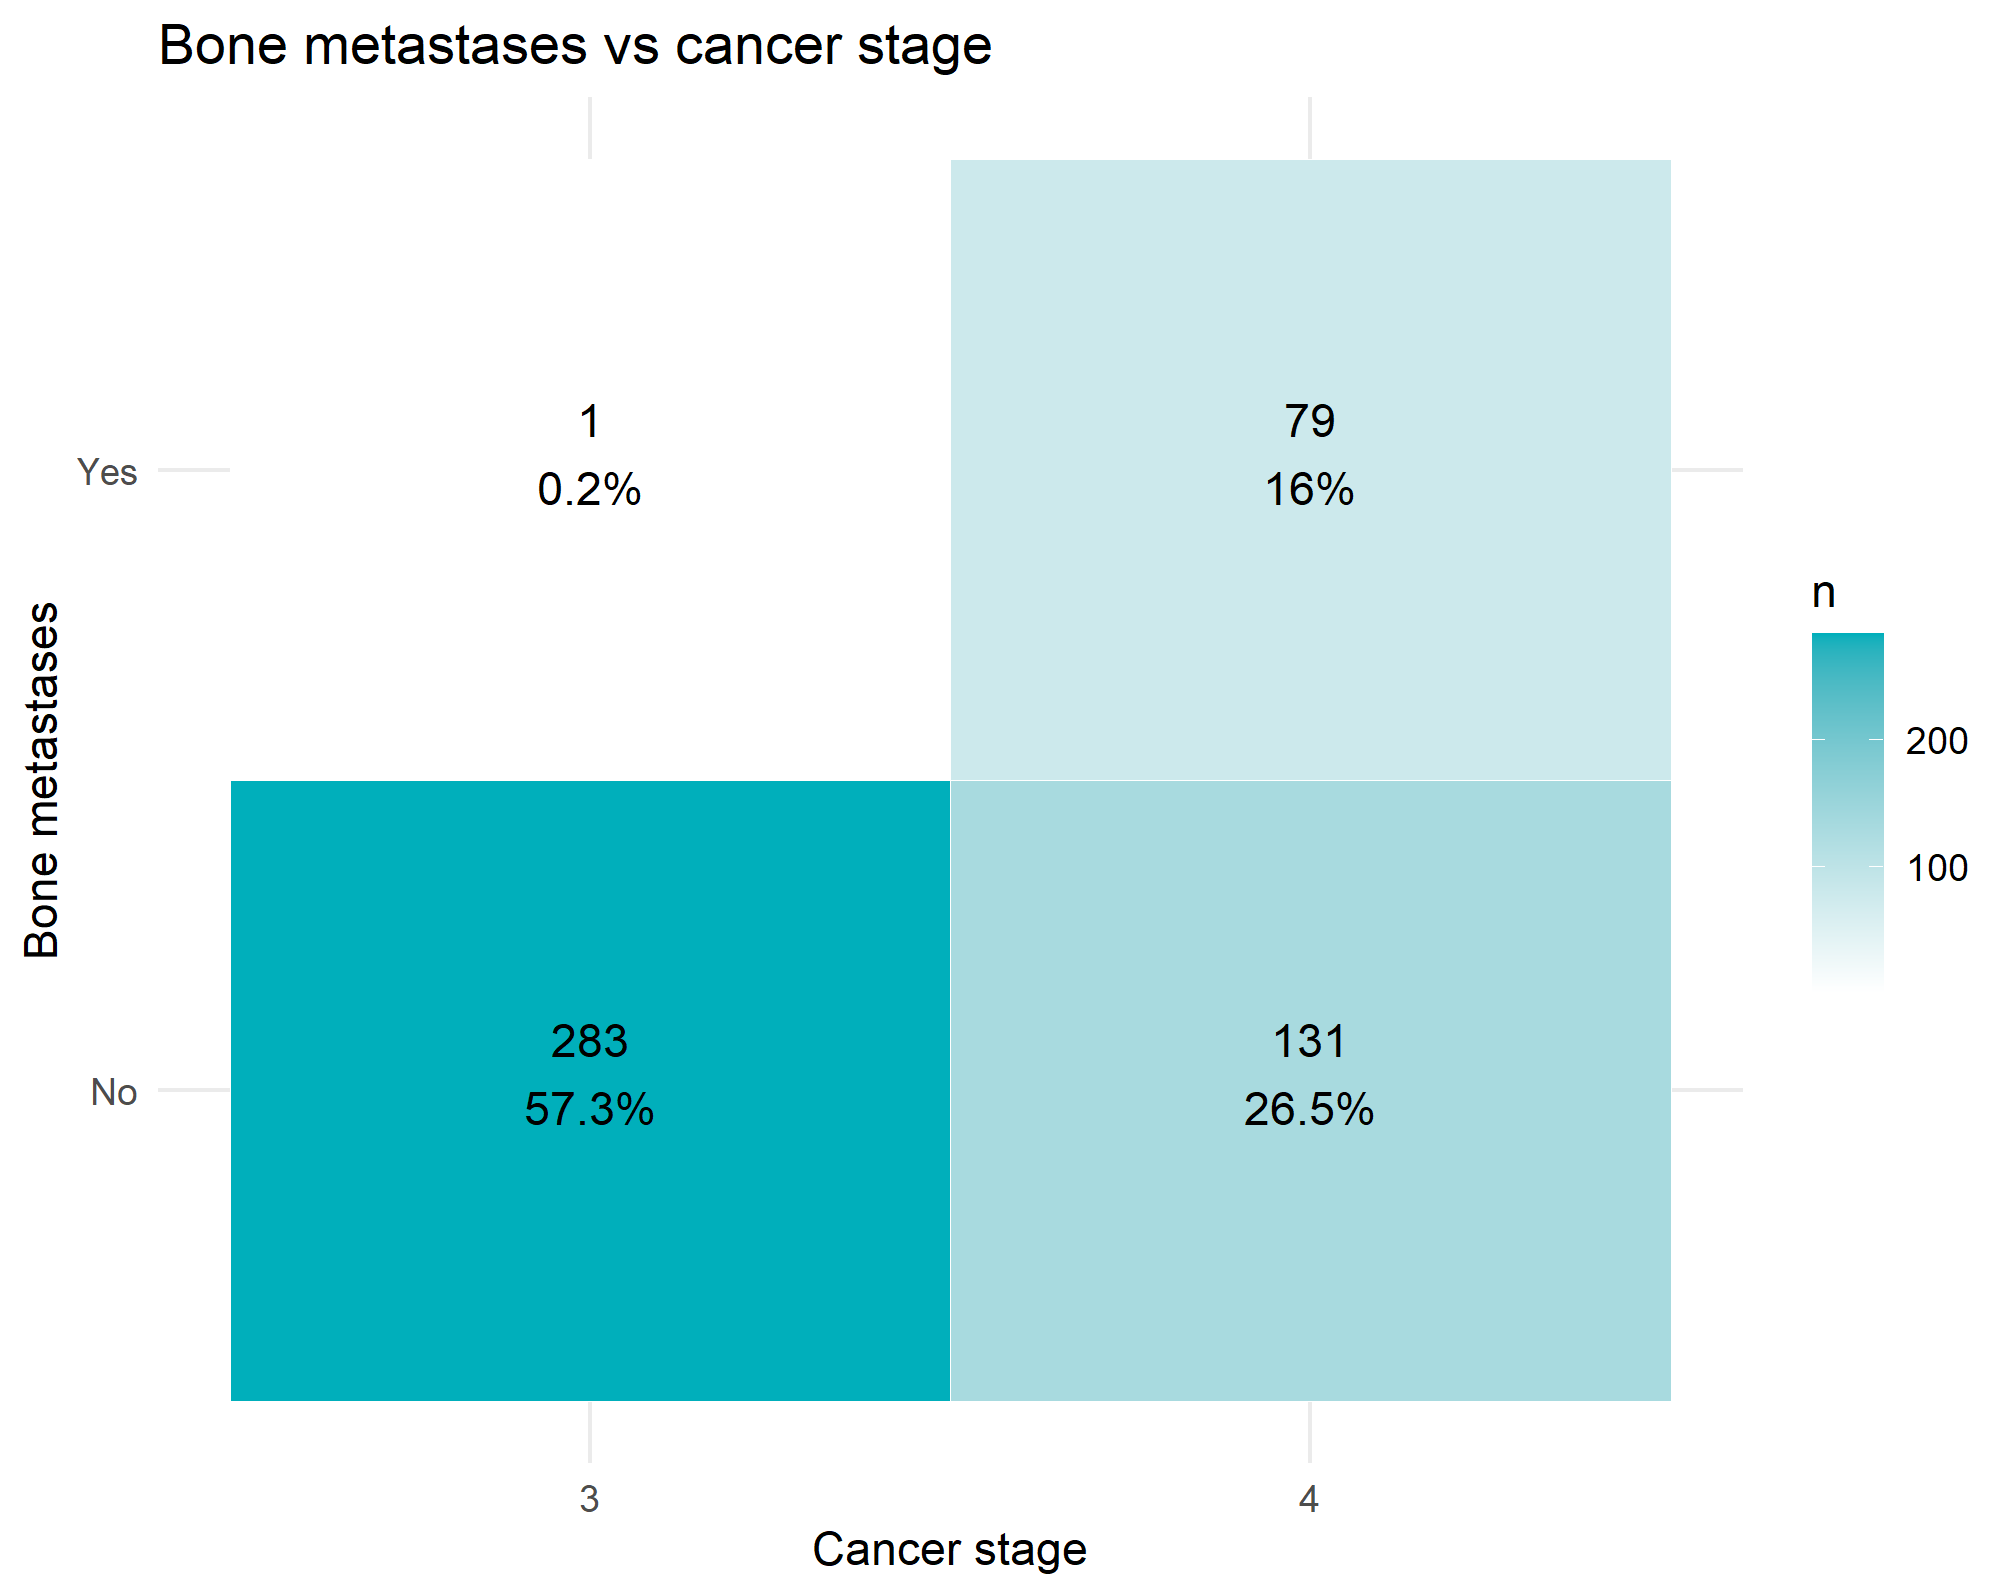 Bone metastases vs cancer stage
Bone metastases
Yes
No
1
0.2%
79
16%
283
57.3%
131
26.5%
3
4
Cancer stage
n
200
100